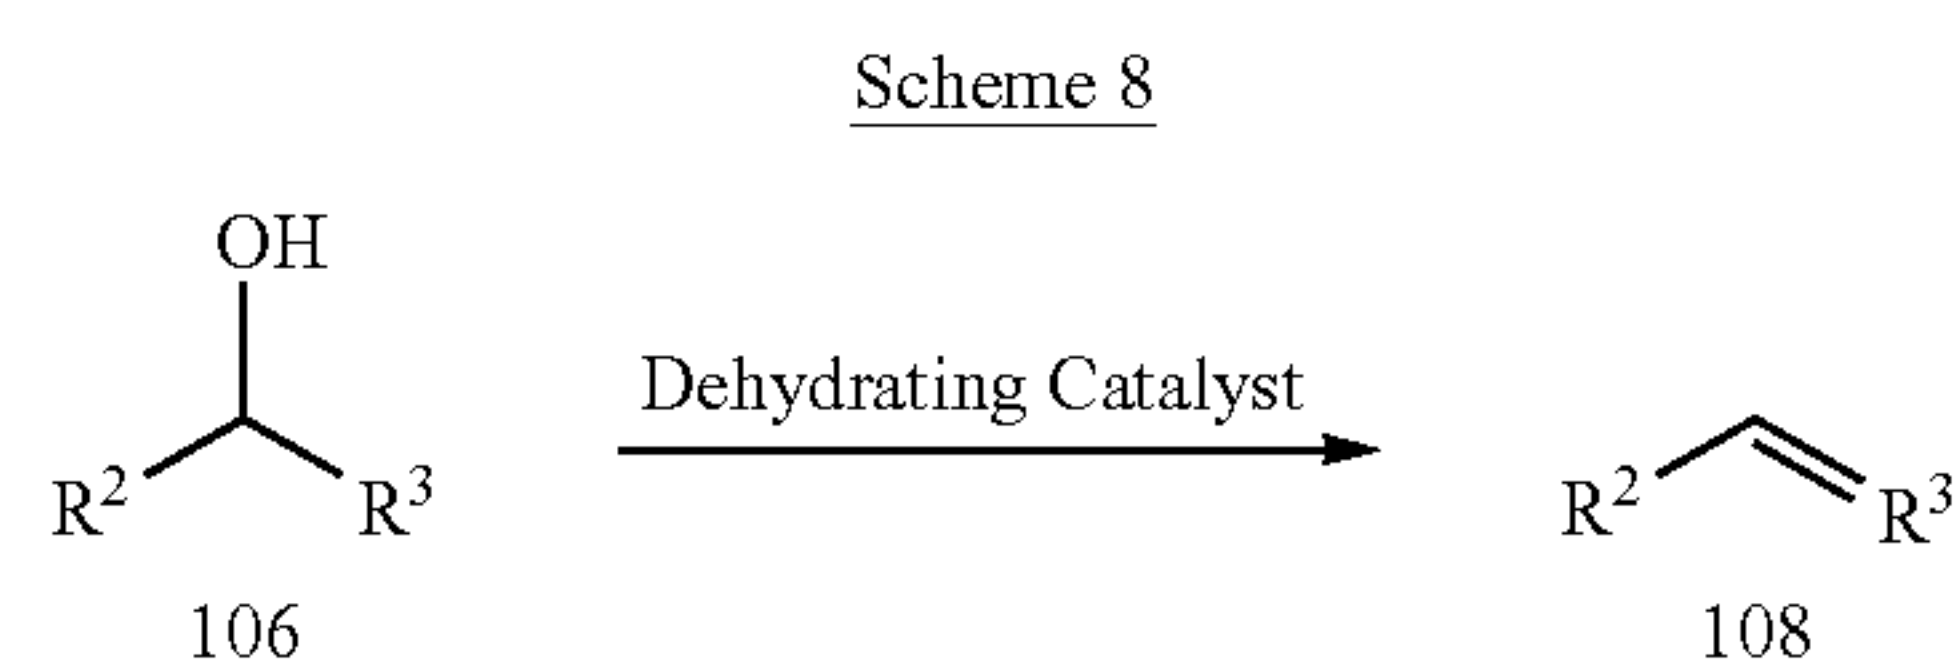 Scheme 8
OH
Dehydrating Catalyst
R² R³ R² R³
106 108